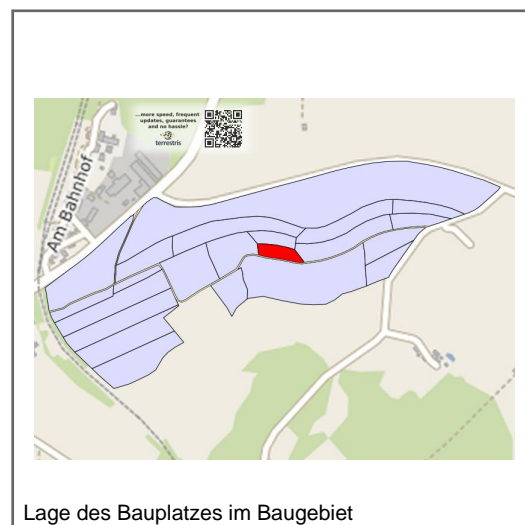 ...more speed, frequent
updates, guarantees
and no hassle?
terrestris
Am Bahnhof
Lage des Bauplatzes im Baugebiet